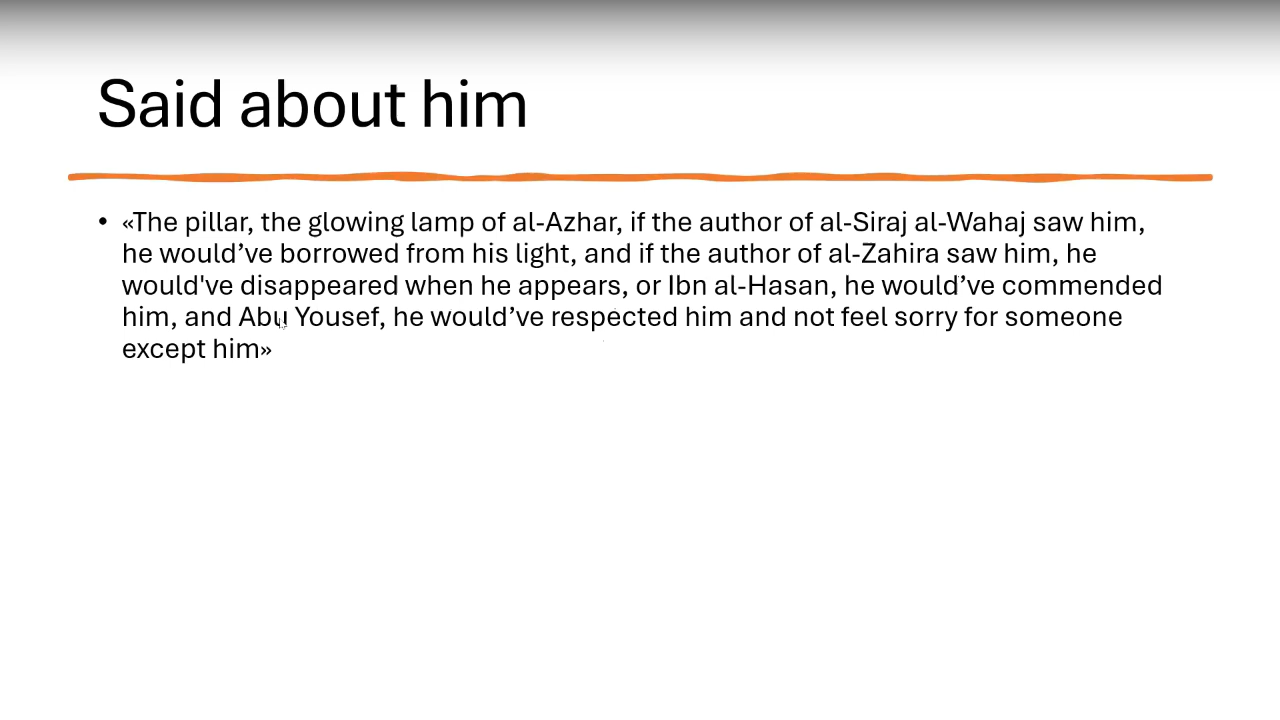 Said about him
• «The pillar, the glowing lamp of al-Azhar, if the author of al-Siraj al-Wahaj saw him,
he would’ve borrowed from his light, and if the author of al-Zahira saw him, he
would've disappeared when he appears, or Ibn al-Hasan, he would’ve commended
him, and Abu Yousef, he would’ve respected him and not feel sorry for someone
except him»